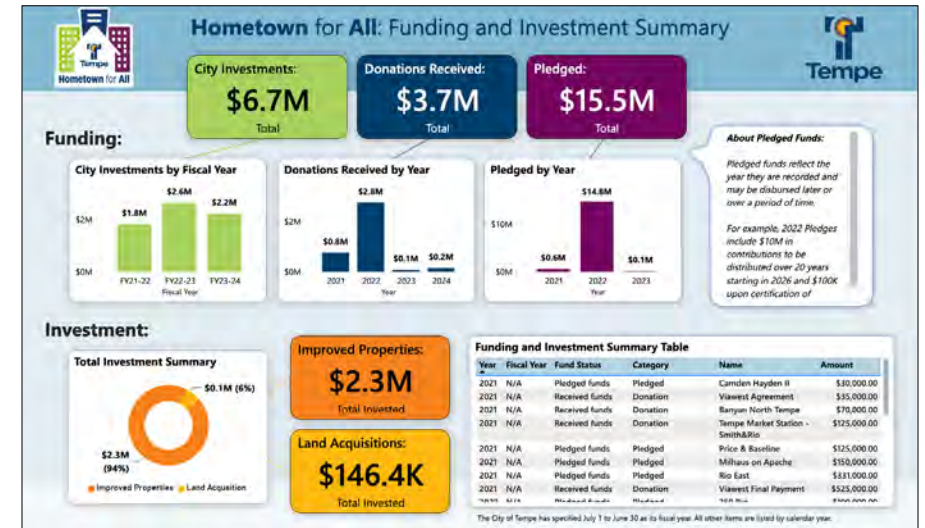 Hometown for All: Funding and Investment Summary
Tempe
Hometown for All
Tempe
City Investments:
$6.7M
Total
Donations Received:
$3.7M
Total
Pledged:
$15.5M
Total
Funding:
City Investments by Fiscal Year
$2M
$0M
$1.8M
$2.6M
$2.2M
FY21-22 FY22-23 FY23-24
Fiscal Year
Donations Received by Year
$2M
$0M
$0.8M
$2.8M
$0.1M
$0.2M
2021 2022 2023 2024
Year
Pledged by Year
$10M
$0M
$0.6M
$14.8M
$0.1M
2021 2022 2023
Year
About Pledged Funds:
Pledged funds reflect the
year they are recorded and
may be disbursed later or
over a period of time.
For example, 2022 Pledges
include $10M in
contributions to be
distributed over 20 years
starting in 2026 and $100K
upon certification of
Investment:
Total Investment Summary
$0.1M (6%)
$2.3M
(94%)
Improved Properties Land Acqusition
Improved Properties:
$2.3M
Total Invested
Land Acquisitions:
$146.4K
Total Invested
Funding and Investment Summary Table
Year Fiscal Year Fund Status Category Name Amount
2021 N/A Pledged funds Pledged Camden Hayden II $30,000.00
2021 N/A Received funds Donation Viawest Agreement $35,000.00
2021 N/A Received funds Donation Banyan North Tempe $70,000.00
2021 N/A Received funds Donation Tempe Market Station - $125,000.00
Smith&Rio
2021 N/A Pledged funds Pledged Price & Baseline $125,000.00
2021 N/A Pledged funds Pledged Milhaus on Apache $150,000.00
2021 N/A Pledged funds Pledged Rio East $331,000.00
2021 N/A Received funds Donation Viawest Final Payment $525,000.00
The City of Tempe has specified July 1 to June 30 as its fiscal year. All other items are listed by calendar year.